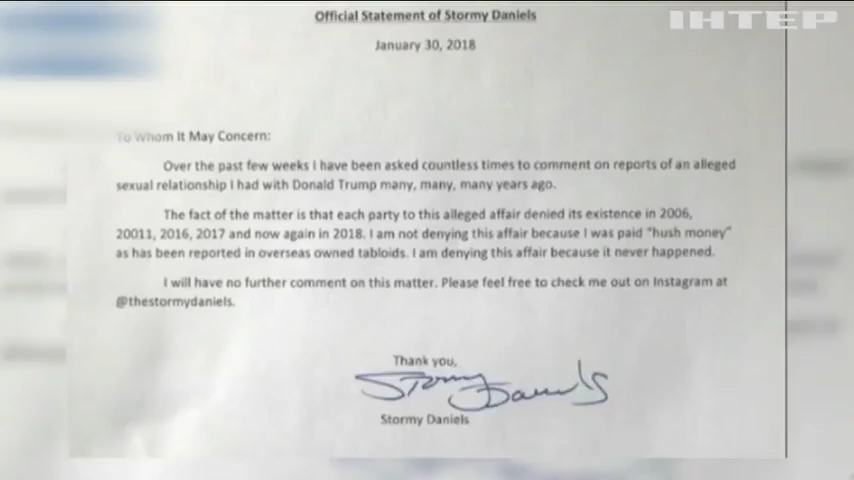 Official Statement of Stormy Daniels
ІНТЕР
January 30, 2018
To Whom It May Concern:
Over the past few weeks I have been asked countless times to comment on reports of an alleged
sexual relationship I had with Donald Trump many, many, many years ago.
The fact of the matter is that each party to this alleged affair denied its existence in 2006,
20011, 2016, 2017 and now again in 2018. I am not denying this affair because I was paid "hush money"
as has been reported in overseas owned tabloids. I am denying this affair because it never happened.
I will have no further comment on this matter. Please feel free to check me out on Instagram at
@thestormydaniels.
Thank you,
Stormy Daniels
Stormy Daniels